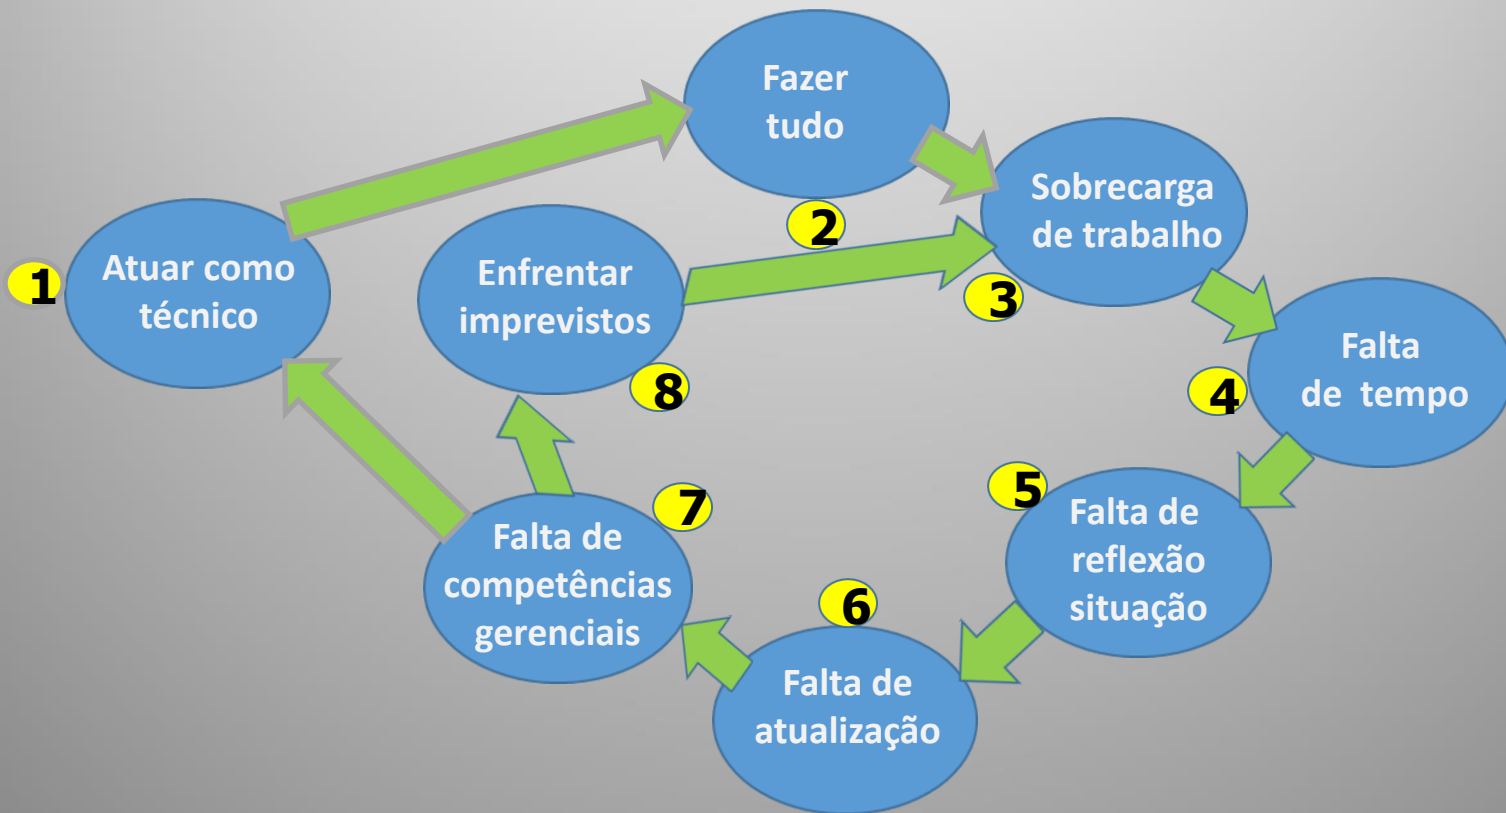 1
Atuar como
técnico
Fazer
tudo
2
Sobrecarga
de trabalho
3
Falta
de tempo
4
Falta de
reflexão
situação
5
Falta de
atualização
6
Falta de
competências
gerenciais
7
Enfrentar
imprevistos
8